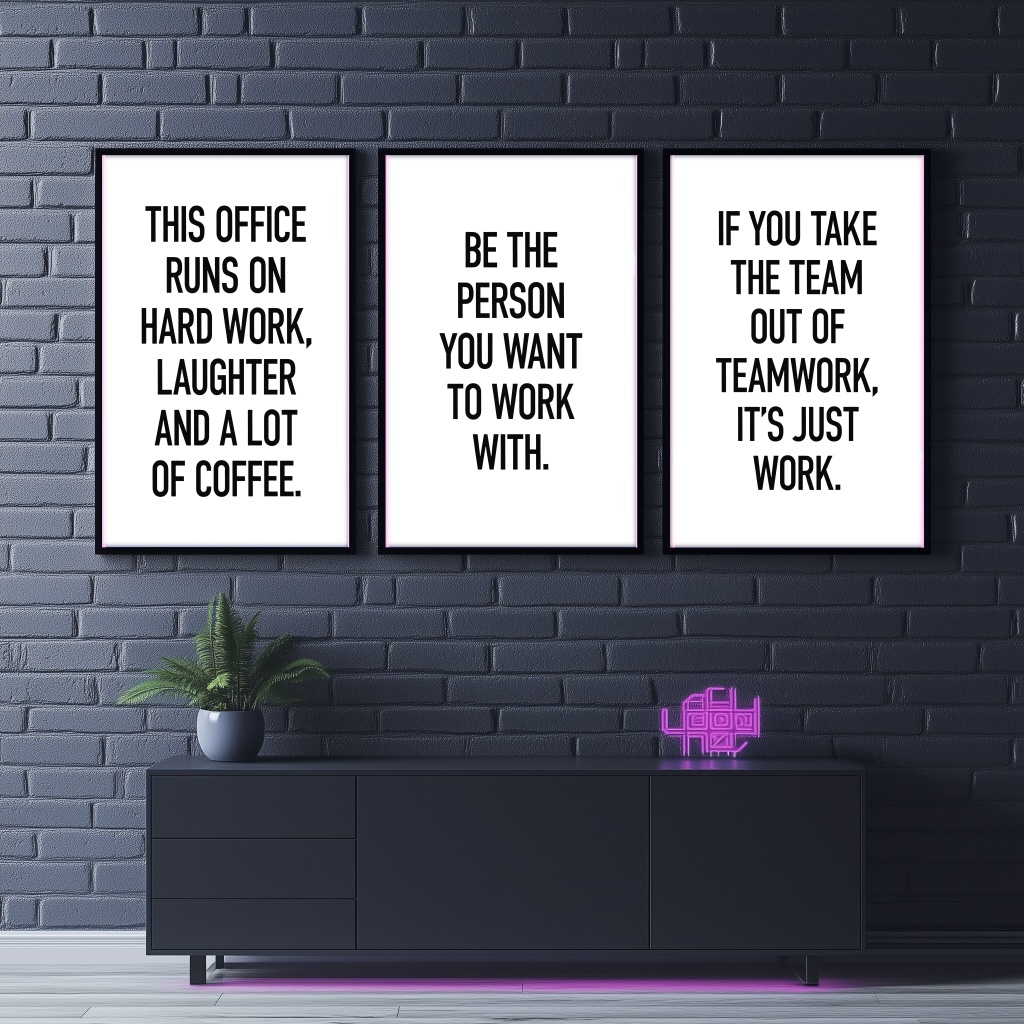 THIS OFFICE
RUNS ON
HARD WORK,
LAUGHTER
AND A LOT
OF COFFEE.
BE THE
PERSON
YOU WANT
TO WORK
WITH.
IF YOU TAKE
THE TEAM
OUT OF
TEAMWORK,
IT’S JUST
WORK.